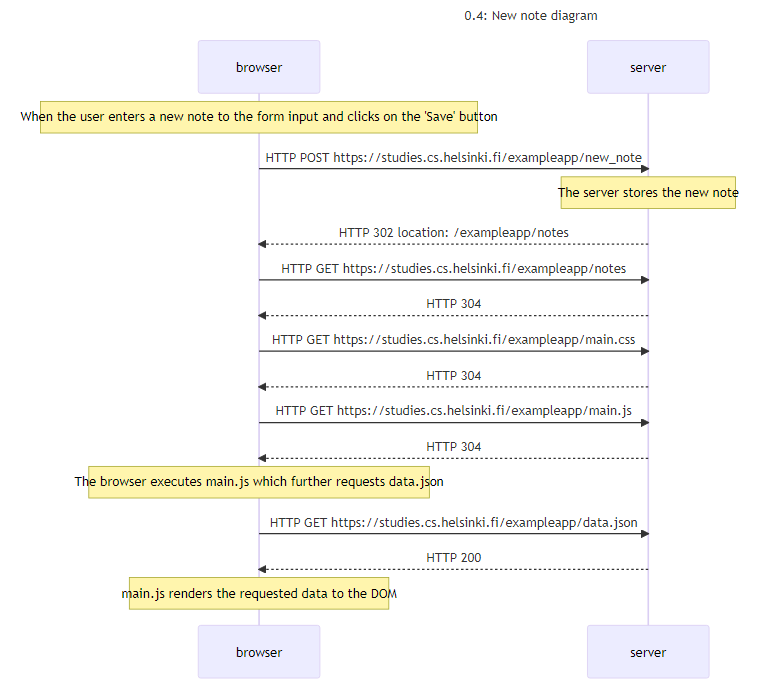 0.4: New note diagram
browser
server
When the user enters a new note to the form input and clicks on the 'Save' button
HTTP POST https://studies.cs.helsinki.fi/exampleapp/new_note
The server stores the new note
HTTP 302 location: /exampleapp/notes
HTTP GET https://studies.cs.helsinki.fi/exampleapp/notes
HTTP 304
HTTP GET https://studies.cs.helsinki.fi/exampleapp/main.css
HTTP 304
HTTP GET https://studies.cs.helsinki.fi/exampleapp/main.js
HTTP 304
The browser executes main.js which further requests data.json
HTTP GET https://studies.cs.helsinki.fi/exampleapp/data.json
HTTP 200
main.js renders the requested data to the DOM
browser
server